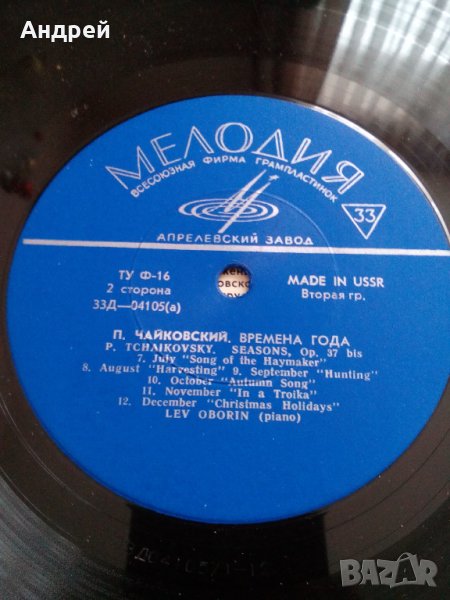 Андрей
МЕЛОДИЯ
ВСЕСОЮЗНАЯ ФИРМА ГРАМПЛАСТИНОК
33
АПРЕЛЕВСКИЙ ЗАВОД
ТУ Ф-16
2 сторона
33Д—04105(а)
MADE IN USSR
Вторая гр.
П. ЧАЙКОВСКИЙ. ВРЕМЕНА ГОДА
P. TCHAIKOVSKY. SEASONS, Op. 37 bis
7. July "Song of the Haymaker"
8. August "Harvesting" 9. September "Hunting"
10. October "Autumn Song"
11. November "In a Troika"
12. December "Christmas Holidays"
LEV OBORIN (piano)
BAZAR